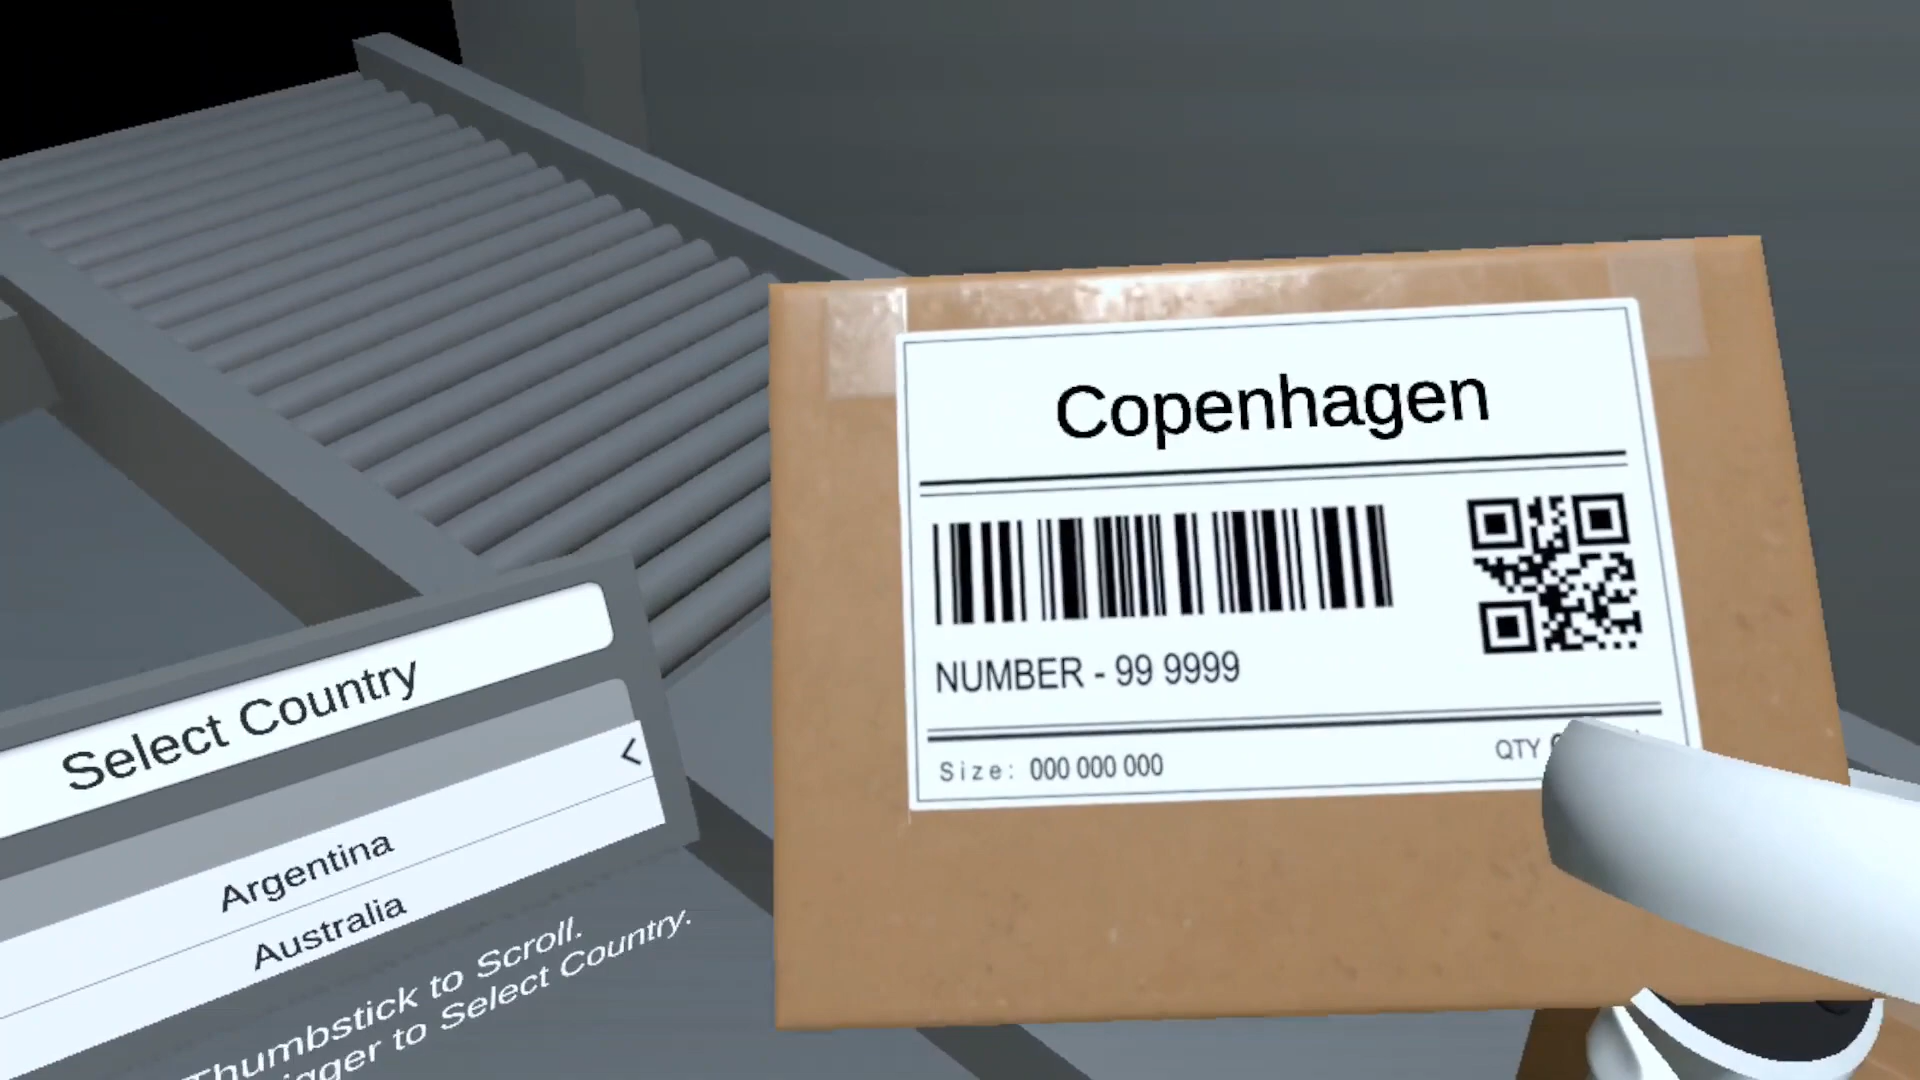 Copenhagen
NUMBER - 99 9999
Size: 000 000 000
QTY
Select Country
<
Argentina
Australia
Thumbstick to Scroll.
to Select Country.